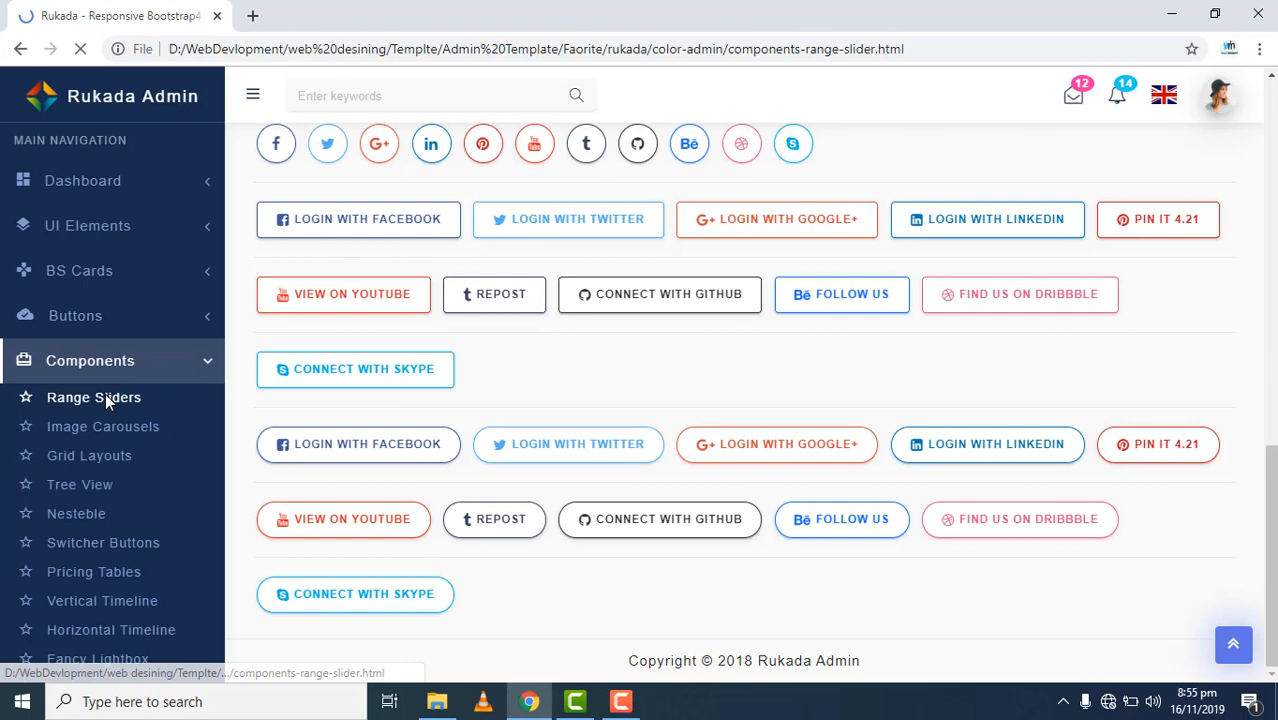 Rukada - Responsive Bootstrap4
File D:/WebDevlopment/web%20desining/Templte/Admin%20Template/Faorite/rukada/color-admin/components-range-slider.html
Rukada Admin
Enter keywords
12
14
MAIN NAVIGATION
Dashboard
UI Elements
BS Cards
Buttons
Components
Range Sliders
Image Carousels
Grid Layouts
Tree View
Nesteble
Switcher Buttons
Pricing Tables
Vertical Timeline
Horizontal Timeline
Fancy Lightbox
LOGIN WITH FACEBOOK LOGIN WITH TWITTER LOGIN WITH GOOGLE+ LOGIN WITH LINKEDIN PIN IT 4.21
VIEW ON YOUTUBE REPOST CONNECT WITH GITHUB FOLLOW US FIND US ON DRIBBBLE
CONNECT WITH SKYPE
LOGIN WITH FACEBOOK LOGIN WITH TWITTER LOGIN WITH GOOGLE+ LOGIN WITH LINKEDIN PIN IT 4.21
VIEW ON YOUTUBE REPOST CONNECT WITH GITHUB FOLLOW US FIND US ON DRIBBBLE
CONNECT WITH SKYPE
Copyright © 2018 Rukada Admin
D:/WebDevlopment/web desining/Templte/.../components-range-slider.html
Type here to search
8:55 pm
16/11/2019
1